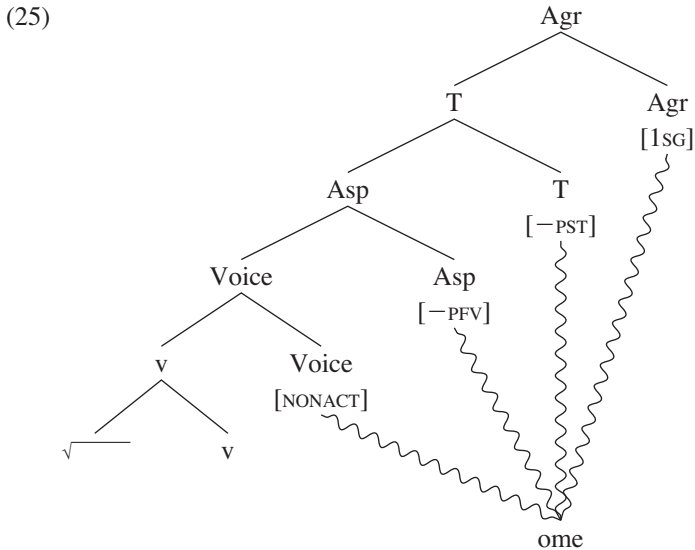 (25)
Agr
T Agr
[1SG]
Asp T
[−PST]
Voice Asp
[−PFV]
v Voice
[NONACT]
√ v
ome